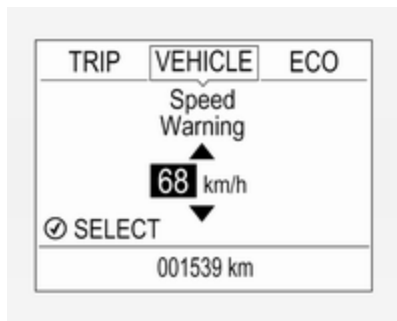 TRIP VEHICLE ECO
Speed
Warning
68 km/h
SELECT
001539 km